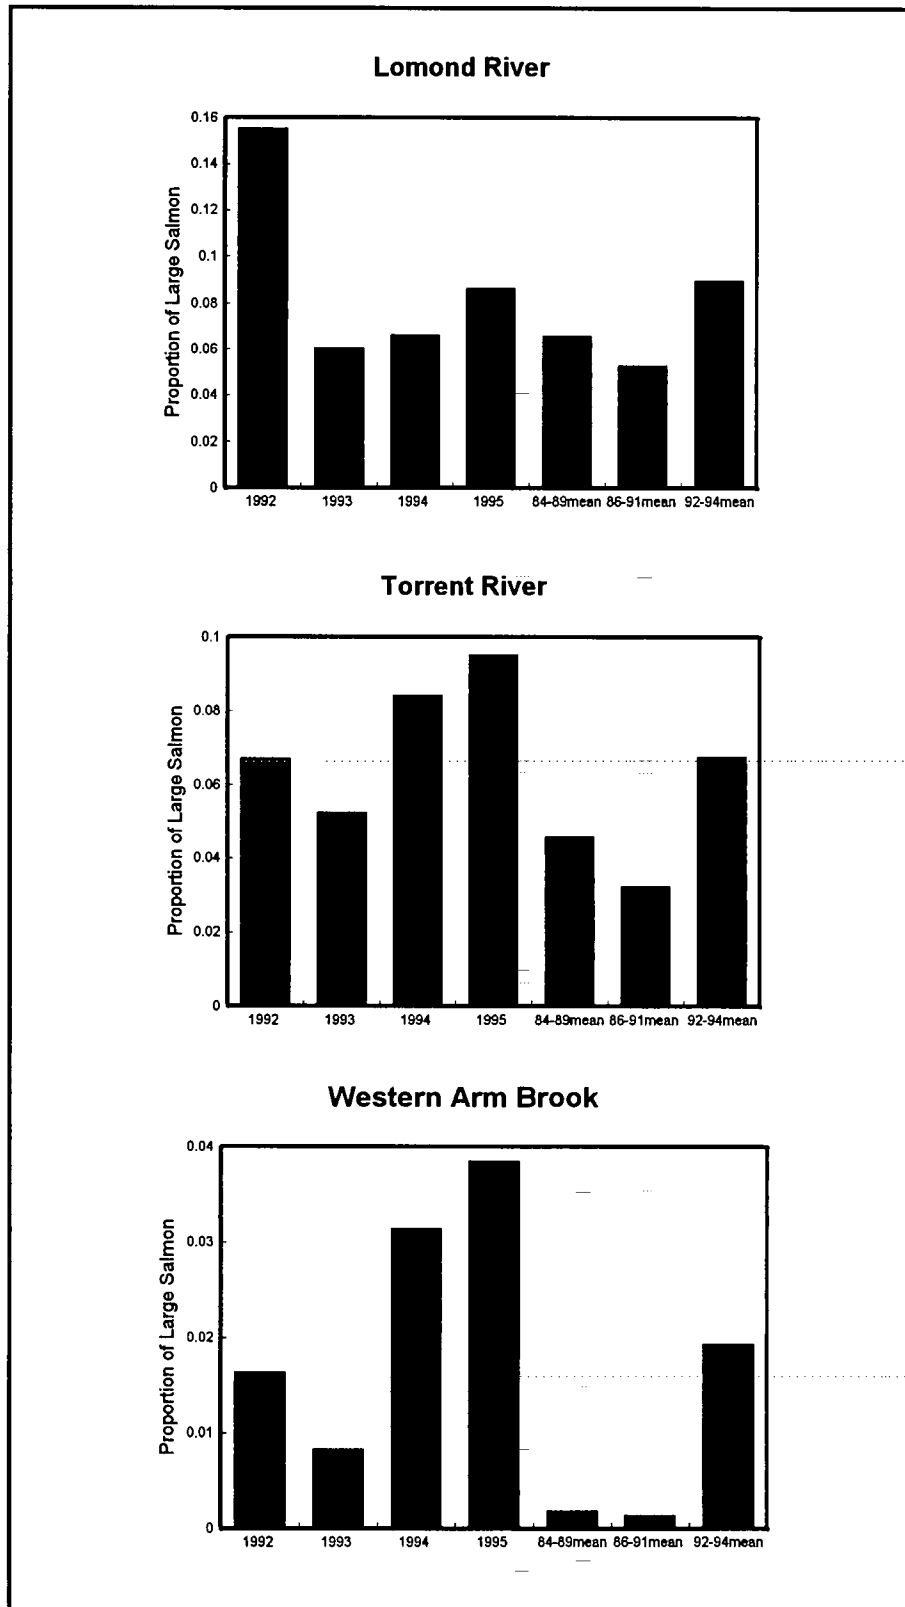 Lomond River
0.16
0.14
0.12
0.1
0.08
0.06
0.04
0.02
0
Proportion of Large Salmon
1992 1993 1994 1995 84-89mean 86-91mean 92-94mean
Torrent River
0.1
0.08
0.06
0.04
0.02
0
Proportion of Large Salmon
1992 1993 1994 1995 84-89mean 86-91mean 92-94mean
Western Arm Brook
0.04
0.03
0.02
0.01
0
Proportion of Large Salmon
1992 1993 1994 1995 84-89mean 86-91mean 92-94mean